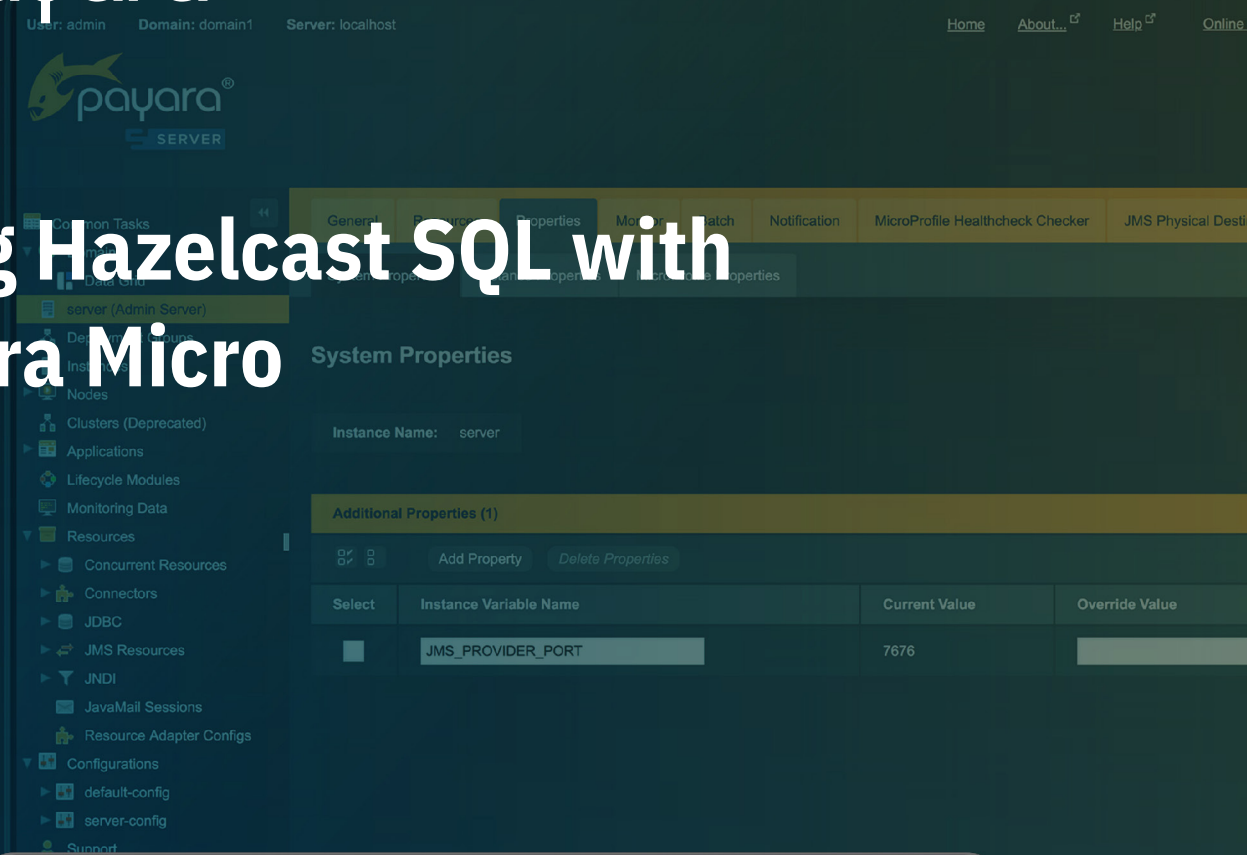 User: admin Domain: domain1 Server: localhost Home About... Help Online
payara®
SERVER
Common Tasks
General Properties Monitor Batch Notification MicroProfile Healthcheck Checker JMS Physical Desti
g Hazelcast SQL with
Data Grid
server (Admin Server)
ra Micro
System Properties
Nodes
Instance Name: server
Clusters (Deprecated)
Applications
Lifecycle Modules
Monitoring Data
Additional Properties (1)
Resources
Add Property Delete Properties
Concurrent Resources
Connectors
Select Instance Variable Name Current Value Override Value
JDBC
JMS Resources
JMS_PROVIDER_PORT 7676
JNDI
JavaMail Sessions
Resource Adapter Configs
Configurations
default-config
server-config
Support